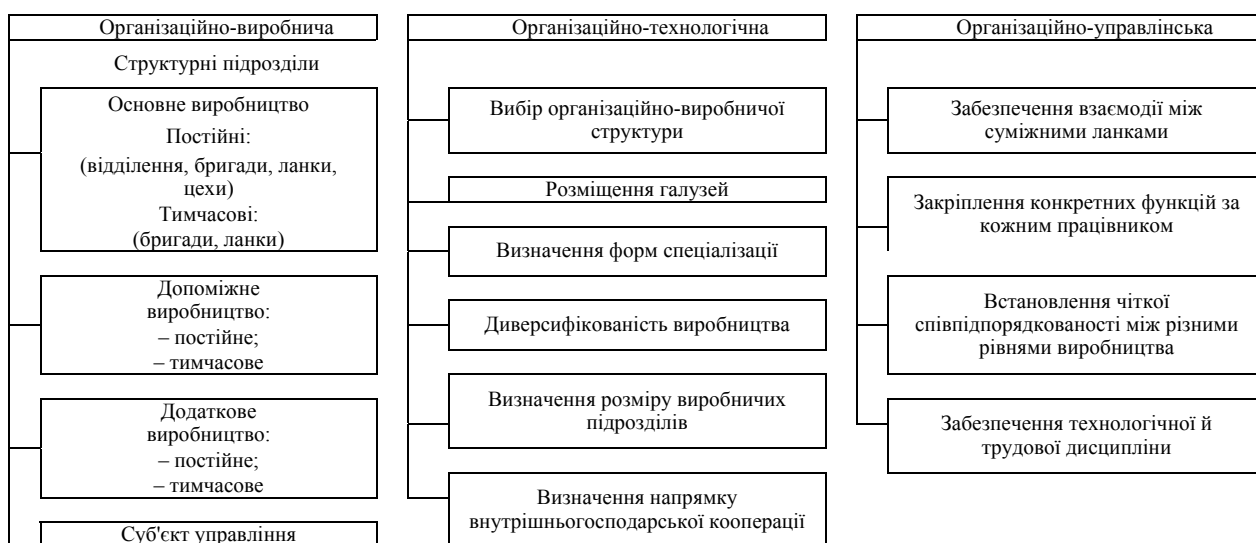 Організаційно-виробнича
Структурні підрозділи
Основне виробництво
Постійні:
(відділення, бригади, ланки,
цехи)
Тимчасові:
(бригади, ланки)
Допоміжне
виробництво:
– постійне;
– тимчасове
Додаткове
виробництво:
– постійне;
– тимчасове
Суб'єкт управління
Організаційно-технологічна
Вибір організаційно-виробничої
структури
Розміщення галузей
Визначення форм спеціалізації
Диверсифікованість виробництва
Визначення розміру виробничих
підрозділів
Визначення напрямку
внутрішньогосподарської кооперації
Організаційно-управлінська
Забезпечення взаємодії між
суміжними ланками
Закріплення конкретних функцій за
кожним працівником
Встановлення чіткої
співпідпорядкованості між різними
рівнями виробництва
Забезпечення технологічної й
трудової дисципліни